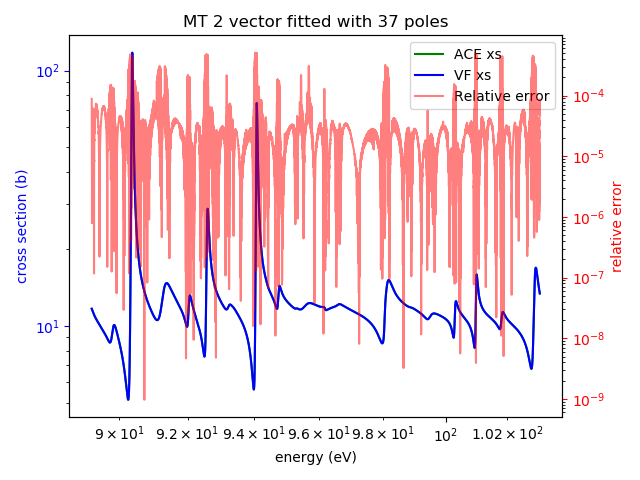 MT 2 vector fitted with 37 poles
ACE xs
VF xs
Relative error
10²
10¹
cross section (b)
10⁻⁴
10⁻⁵
10⁻⁶
10⁻⁷
10⁻⁸
10⁻⁹
relative error
9 × 10¹ 9.2 × 10¹ 9.4 × 10¹ 9.6 × 10¹ 9.8 × 10¹ 10² 1.02 × 10²
energy (eV)